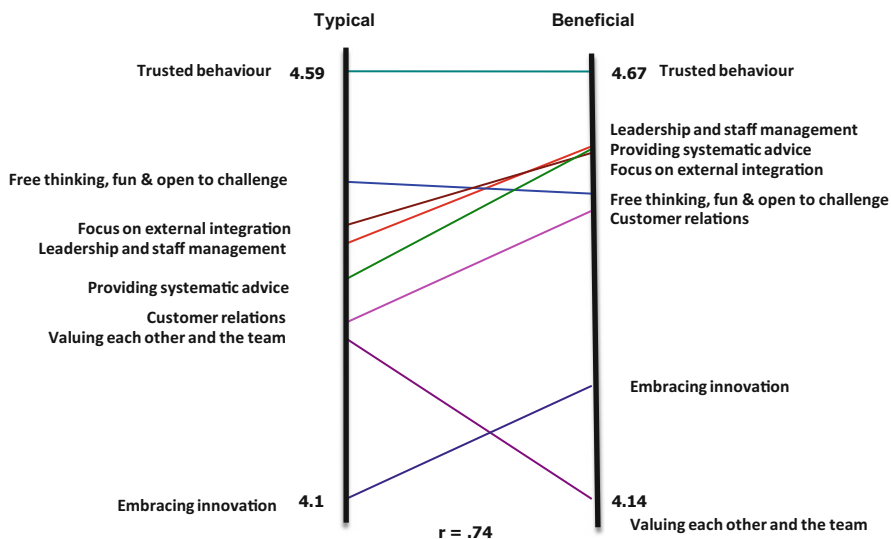 Typical
Beneficial
Trusted behaviour 4.59
4.67 Trusted behaviour
Leadership and staff management
Providing systematic advice
Focus on external integration
Free thinking, fun & open to challenge
Free thinking, fun & open to challenge
Customer relations
Focus on external integration
Leadership and staff management
Providing systematic advice
Customer relations
Valuing each other and the team
Embracing innovation
Embracing innovation 4.1
4.14
Valuing each other and the team
r = .74